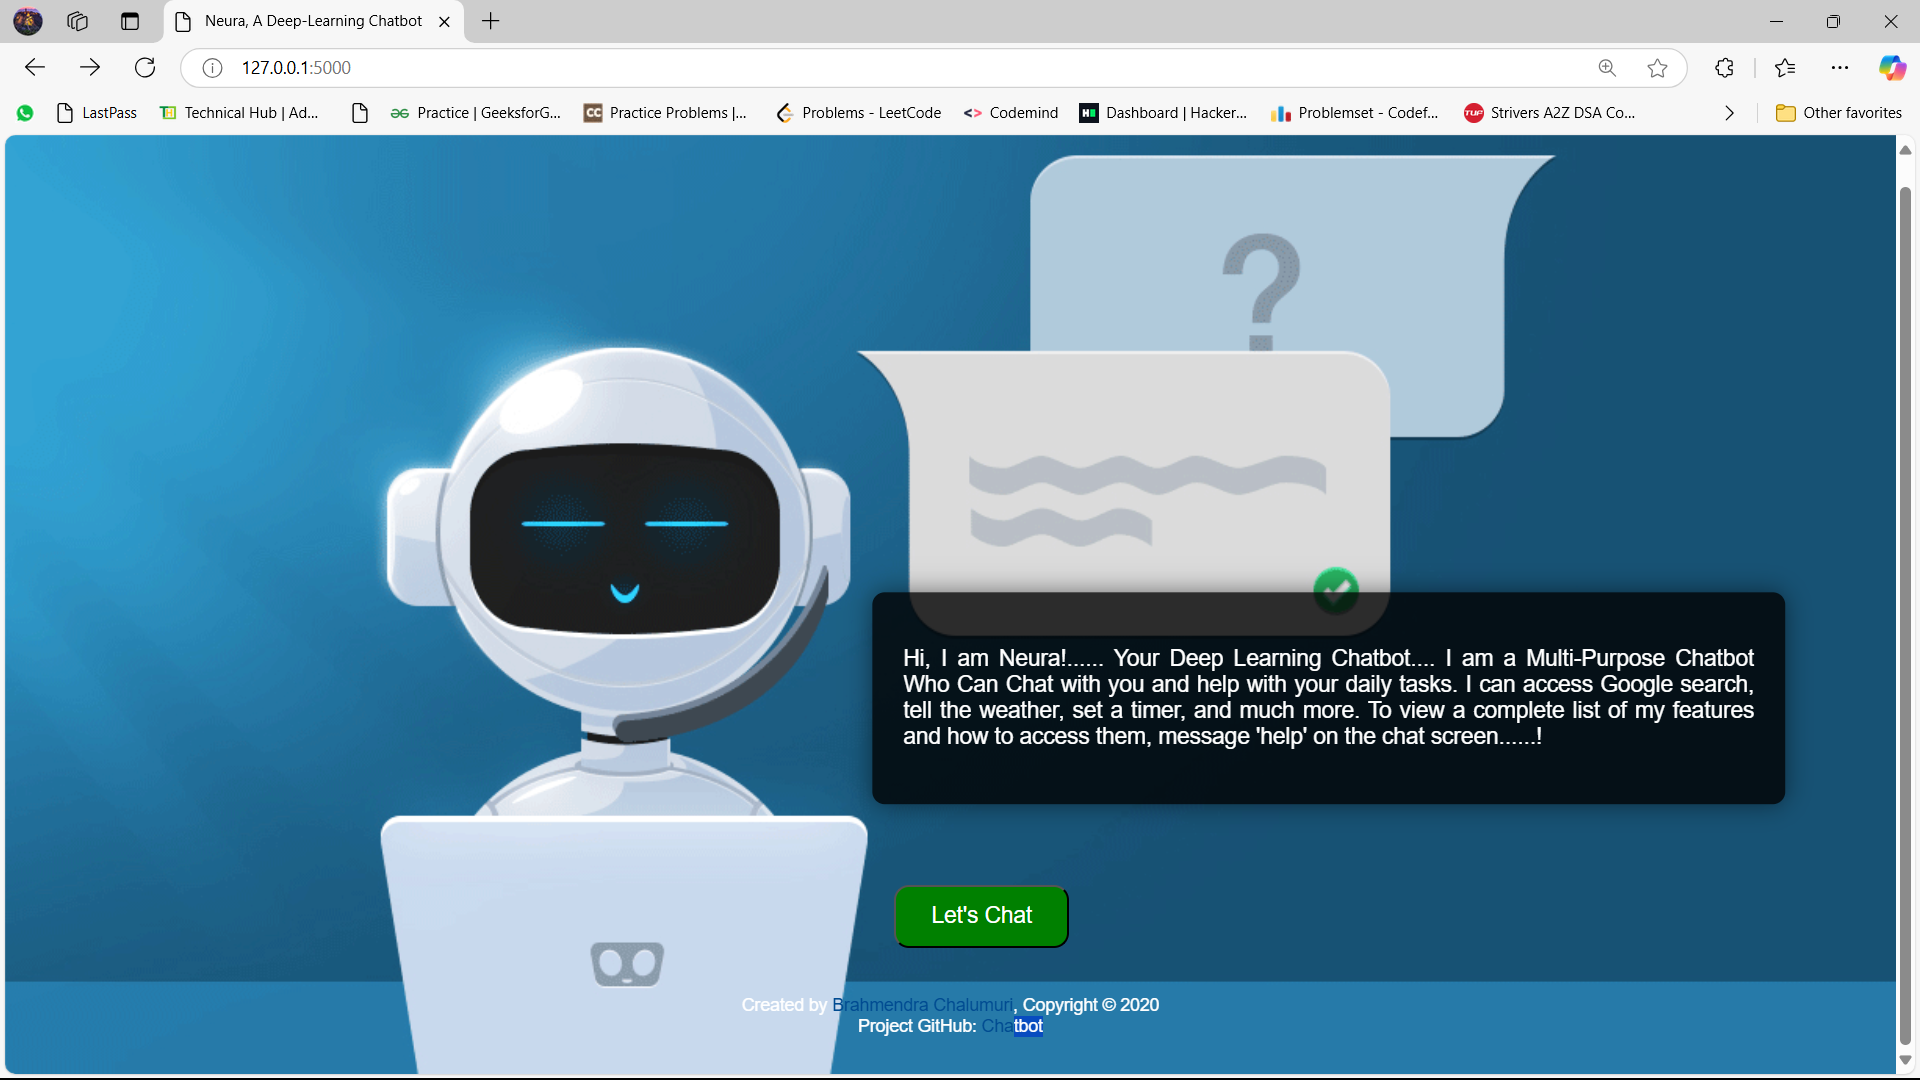 Neura, A Deep-Learning Chatbot
127.0.0.1:5000
LastPass
TH Technical Hub | Ad...
Practice | GeeksforG...
CC Practice Problems |...
Problems - LeetCode
<> Codemind
H Dashboard | Hacker...
Problemset - Codef...
TUF Strivers A2Z DSA Co...
Other favorites
?
Hi, I am Neura!...... Your Deep Learning Chatbot.... I am a Multi-Purpose Chatbot
Who Can Chat with you and help with your daily tasks. I can access Google search,
tell the weather, set a timer, and much more. To view a complete list of my features
and how to access them, message 'help' on the chat screen......!
Let's Chat
Created by Brahmendra Chalumuri, Copyright © 2020
Project GitHub: Chatbot